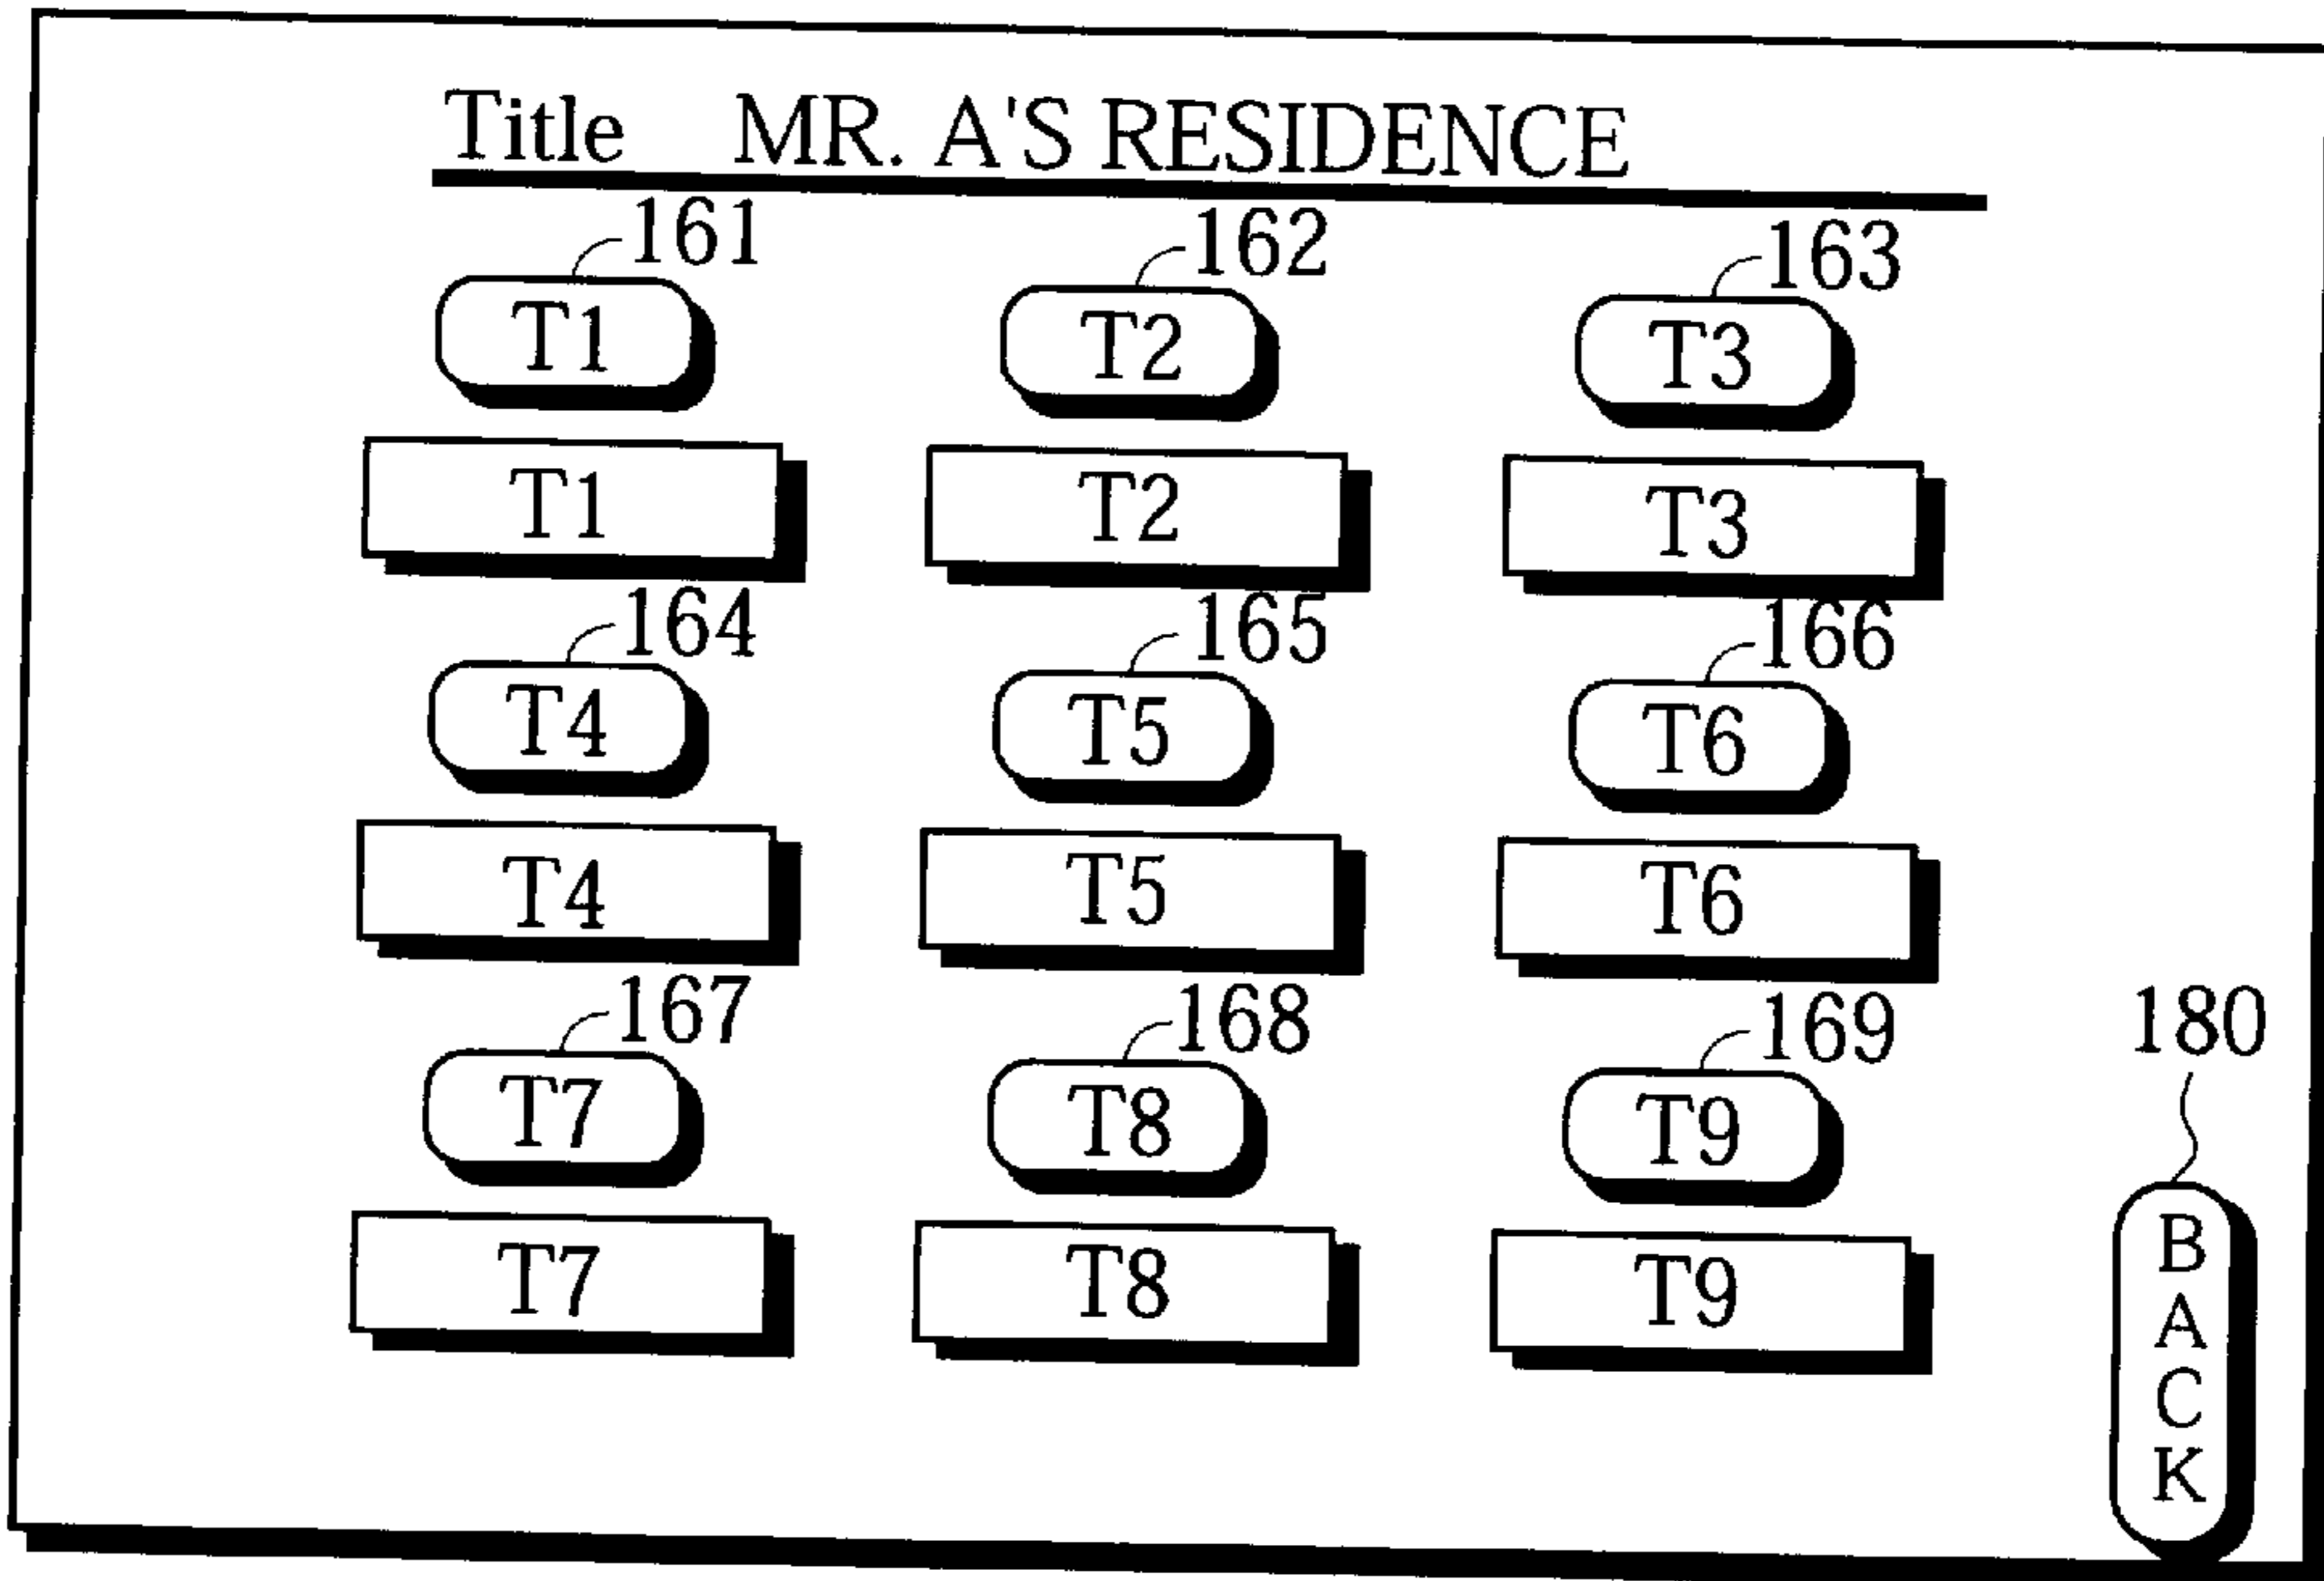 Title MR. A'S RESIDENCE
161 162 163
T1 T2 T3
T1 T2 T3
164 165 166
T4 T5 T6
T4 T5 T6
167 168 169
T7 T8 T9
T7 T8 T9
180
BACK